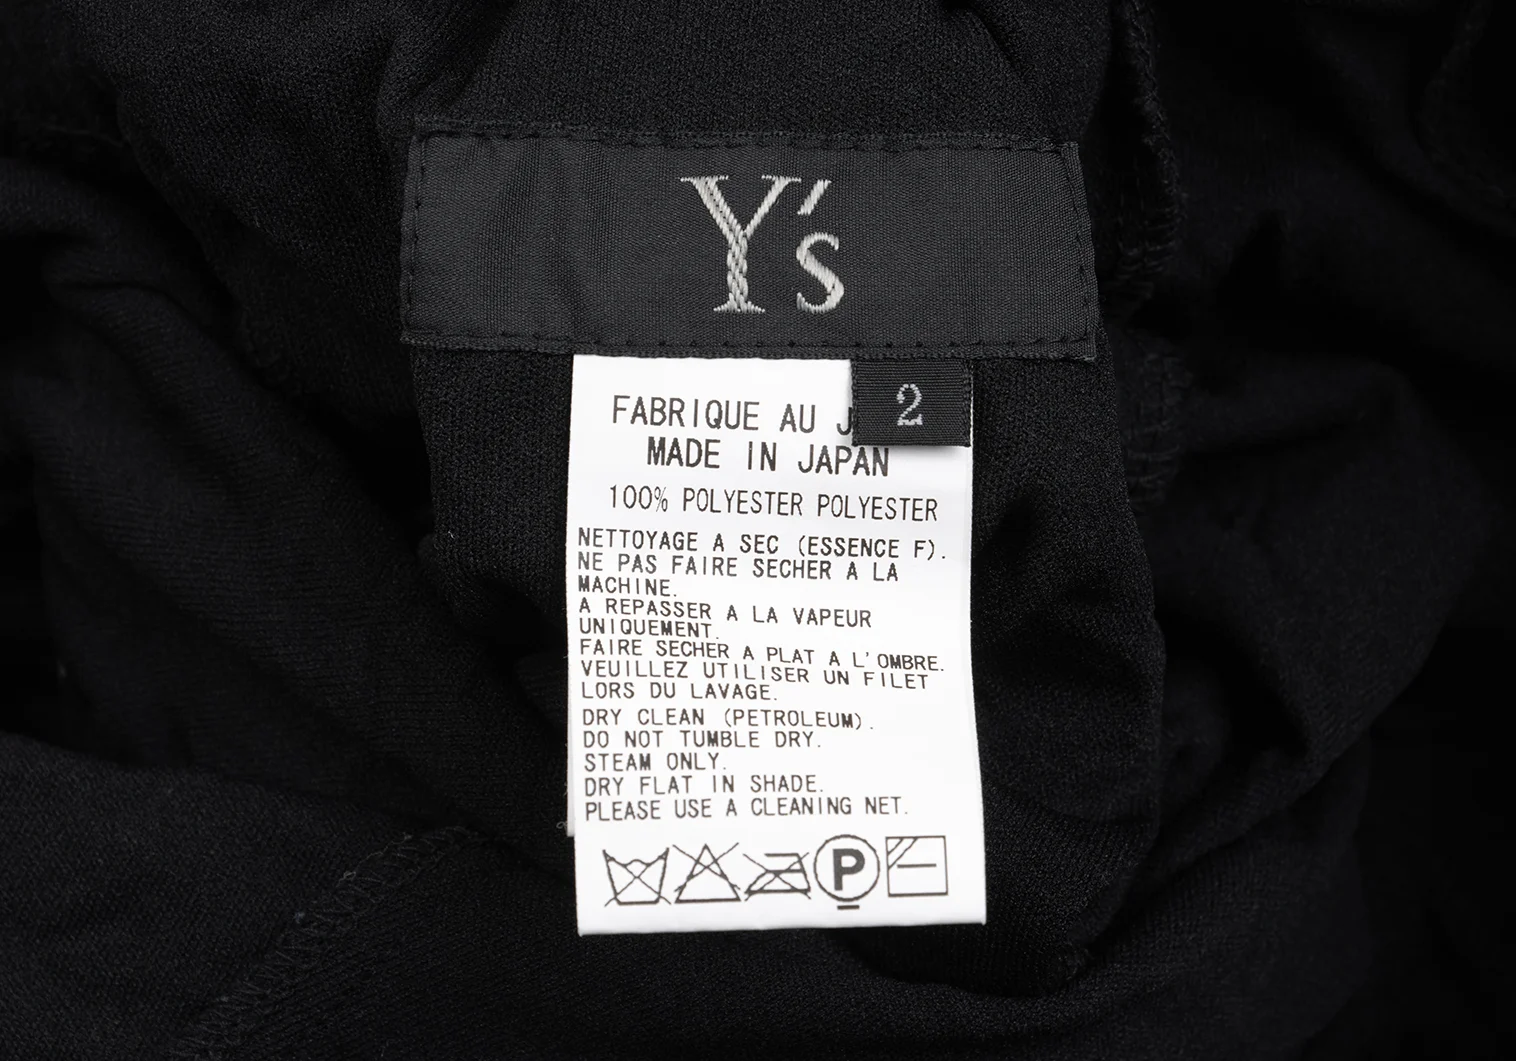 Y's
2
FABRIQUE AU
MADE IN JAPAN
100% POLYESTER POLYESTER
NETTOYAGE A SEC (ESSENCE F).
NE PAS FAIRE SECHER A LA
MACHINE.
A REPASSER A LA VAPEUR
UNIQUEMENT.
FAIRE SECHER A PLAT A L'OMBRE.
VEUILLEZ UTILISER UN FILET
LORS DU LAVAGE.
DRY CLEAN (PETROLEUM).
DO NOT TUMBLE DRY.
STEAM ONLY.
DRY FLAT IN SHADE.
PLEASE USE A CLEANING NET.
P